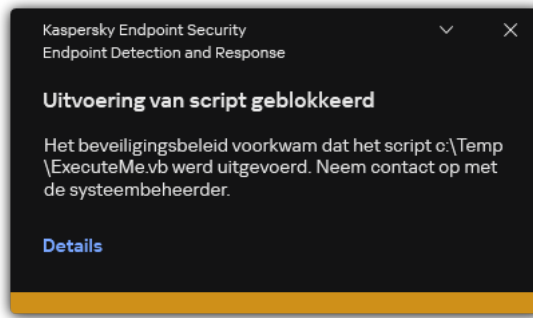 Kaspersky Endpoint Security
Endpoint Detection and Response
Uitvoering van script geblokkeerd
Het beveiligingsbeleid voorkwam dat het script c:\Temp
\ExecuteMe.vb werd uitgevoerd. Neem contact op met
de systeembeheerder.
Details